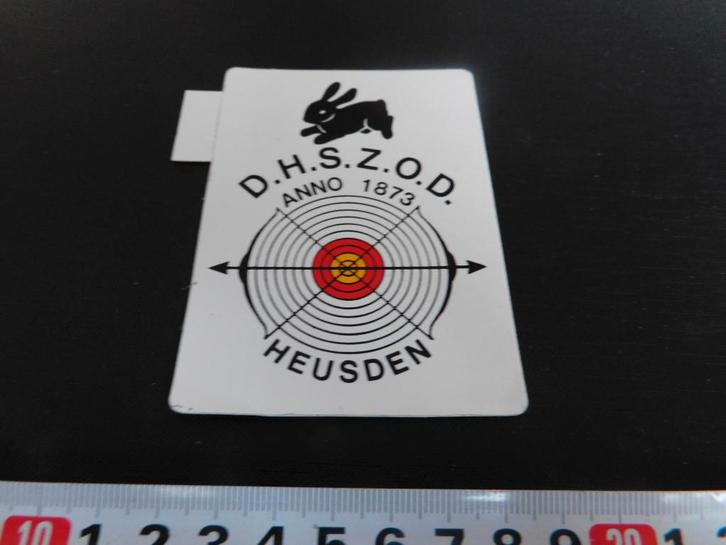 D.H.S.Z.O.D.
ANNO 1873
HEUSDEN
10 1 2 3 4 5 6 7 8 9 20 1